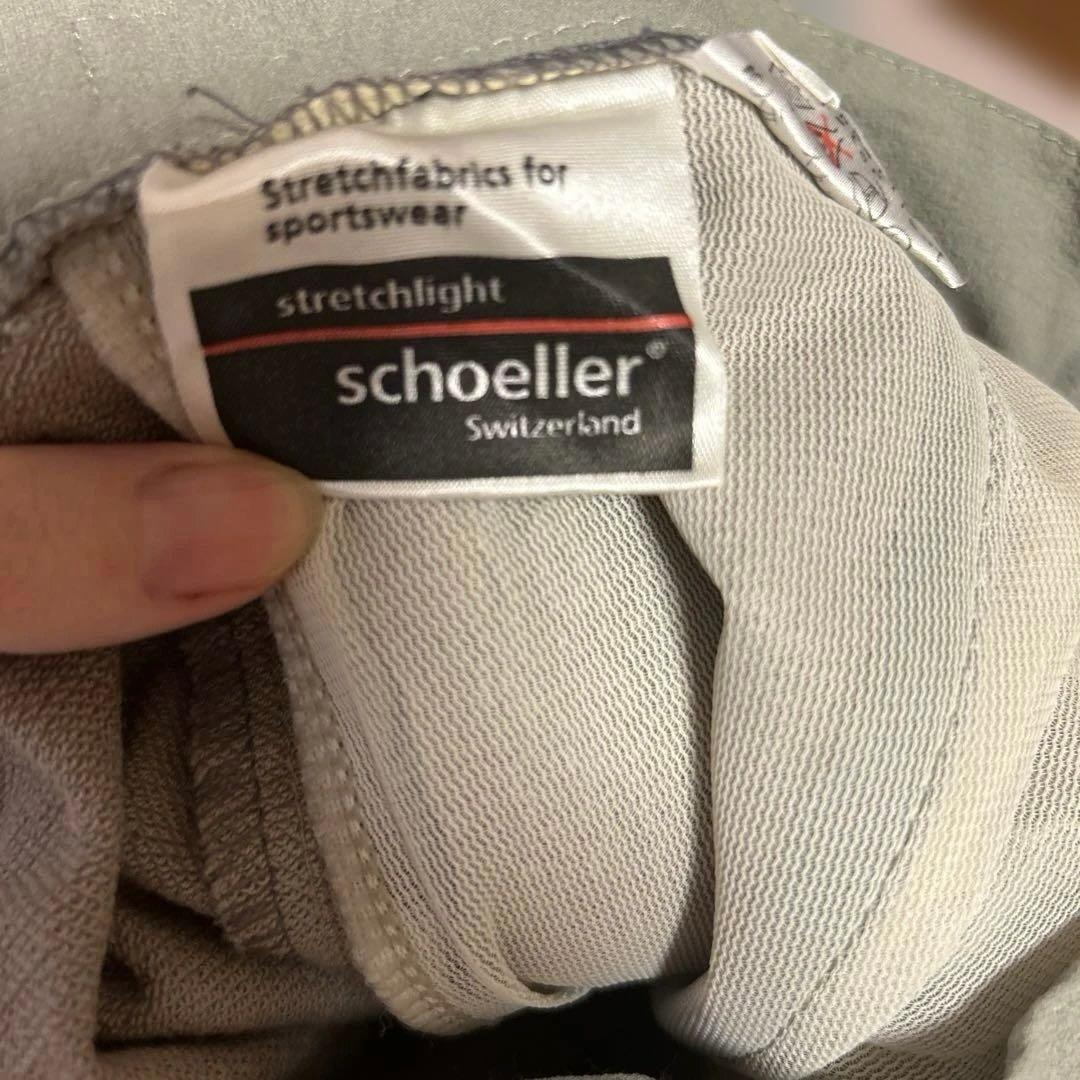 Stretchfabrics for
sportswear
stretchlight
schoeller®
Switzerland